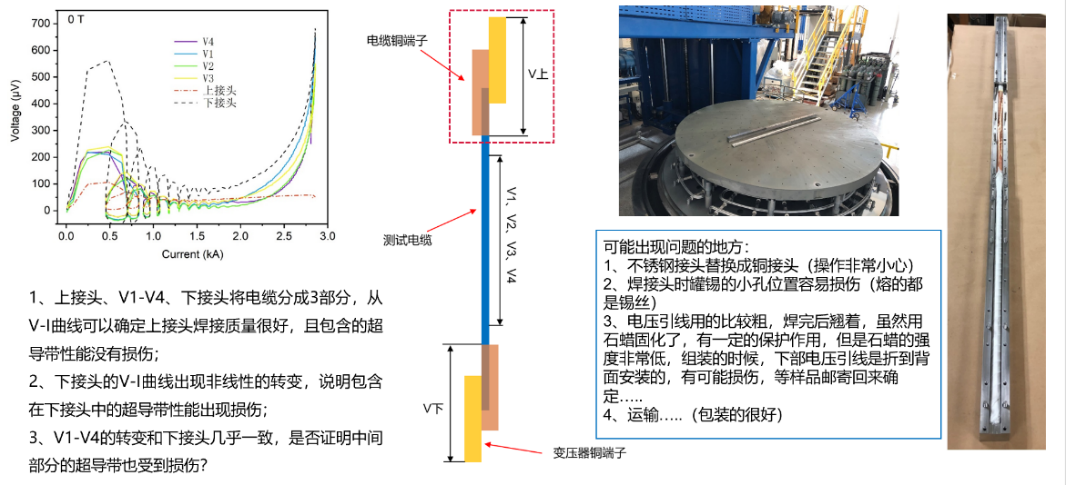 0 T
V4
V1
V2
V3
上接头
下接头
Voltage (μV)
700
600
500
400
300
200
100
0
0.0 0.5 1.0 1.5 2.0 2.5 3.0
Current (kA)
1、上接头、V1-V4、下接头将电缆分成3部分，从
V-I曲线可以确定上接头焊接质量很好，且包含的超
导带性能没有损伤；
2、下接头的V-I曲线出现非线性的转变，说明包含
在下接头中的超导带性能出现损伤；
3、V1-V4的转变和下接头几乎一致，是否证明中间
部分的超导带也受到损伤？
电缆铜端子
V上
测试电缆
V1、V2、V3、V4
V下
变压器铜端子
可能出现问题的地方：
1、不锈钢接头替换成铜接头（操作非常小心）
2、焊接头时罐锡的小孔位置容易损伤（熔的都
是锡丝）
3、电压引线用的比较粗，焊完后翘着，虽然用
石蜡固化了，有一定的保护作用，但是石蜡的强
度非常低，组装的时候，下部电压引线是折到背
面安装的，有可能损伤，等样品邮寄回来确
定…..
4、运输…..（包装的很好）